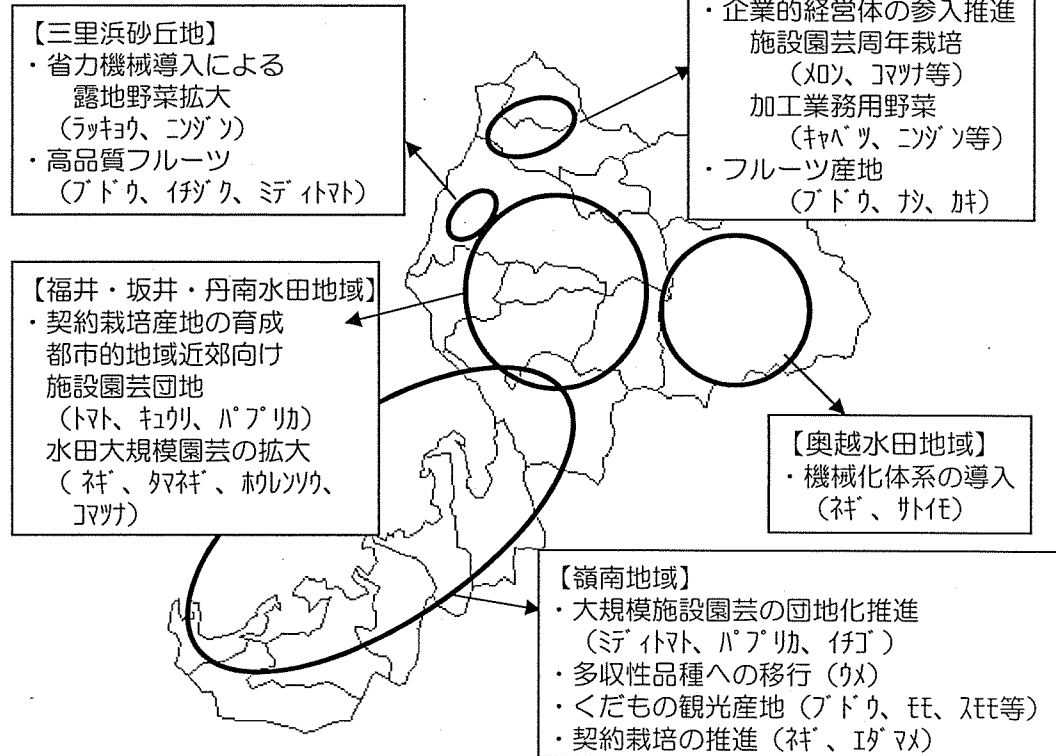 【三里浜砂丘地】
・省力機械導入による
露地野菜拡大
（ﾗｯｷｮｳ、ﾆﾝｼﾞﾝ）
・高品質フルーツ
（ﾌﾞﾄﾞｳ、ｲﾁｼﾞｸ、ﾐﾃﾞｨﾄﾏﾄ）
・企業的経営体の参入推進
施設園芸周年栽培
（ﾒﾛﾝ、ｺﾏﾂﾅ等）
加工業務用野菜
（ｷｬﾍﾞﾂ、ﾆﾝｼﾞﾝ等）
・フルーツ産地
（ﾌﾞﾄﾞｳ、ﾅｼ、ｶｷ）
【福井・坂井・丹南水田地域】
・契約栽培産地の育成
都市的地域近郊向け
施設園芸団地
（ﾄﾏﾄ、ｷｭｳﾘ、ﾊﾟﾌﾟﾘｶ）
水田大規模園芸の拡大
（ ﾈｷﾞ、ﾀﾏﾈｷﾞ、ﾎｳﾚﾝｿｳ、
ｺﾏﾂﾅ）
【奥越水田地域】
・機械化体系の導入
（ﾈｷﾞ、ｻﾄｲﾓ）
【嶺南地域】
・大規模施設園芸の団地化推進
（ﾐﾃﾞｨﾄﾏﾄ、ﾊﾟﾌﾟﾘｶ、ｲﾁｺﾞ）
・多収性品種への移行（ｳﾒ）
・くだもの観光産地（ﾌﾞﾄﾞｳ、ﾓﾓ、ｽﾓﾓ等）
・契約栽培の推進（ﾈｷﾞ、ｴﾀﾞﾏﾒ）